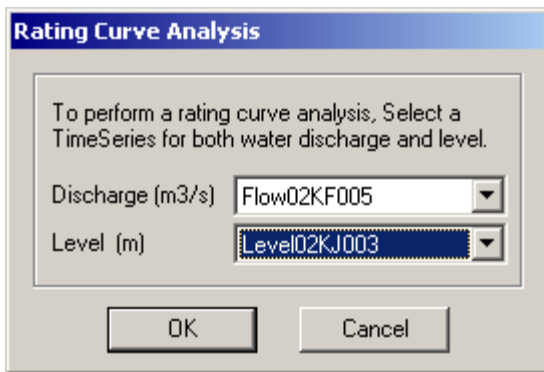 Rating Curve Analysis
To perform a rating curve analysis, Select a
TimeSeries for both water discharge and level.
Discharge (m3/s) Flow02KF005
Level (m) Level02KJ003
OK Cancel